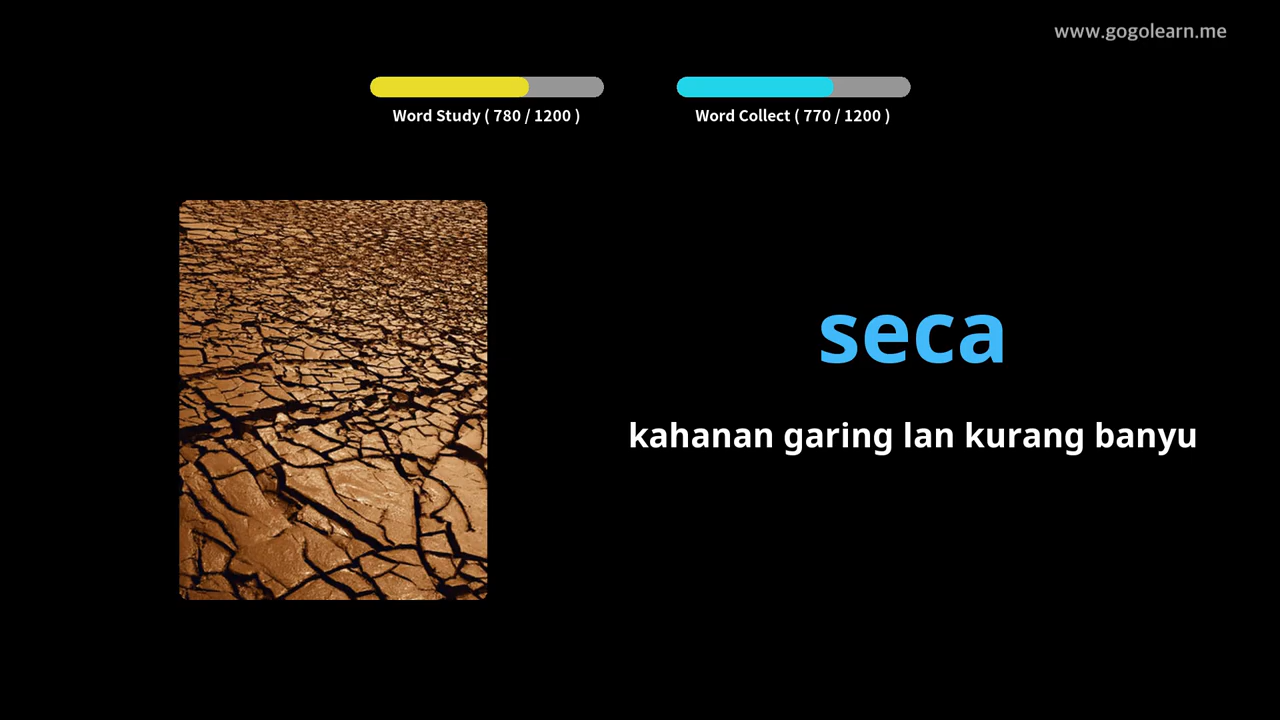 www.gogolearn.me
Word Study ( 780 / 1200 )
Word Collect ( 770 / 1200 )
seca
kahanan garing lan kurang banyu